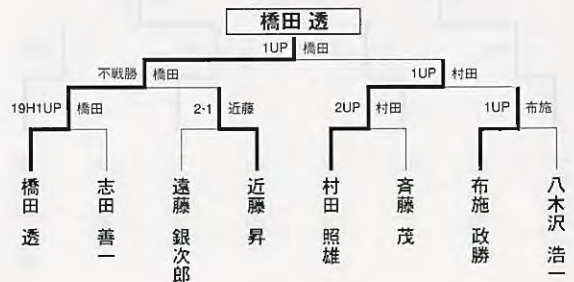 橋田 透
1UP 橋田
不戦勝 橋田
1UP 村田
19H1UP 橋田
2-1 近藤
2UP 村田
1UP 布施
橋田 透
志田 善一
遠藤 銀次郎
近藤 昇
村田 照雄
斉藤 茂
布施 政勝
八木沢 浩一